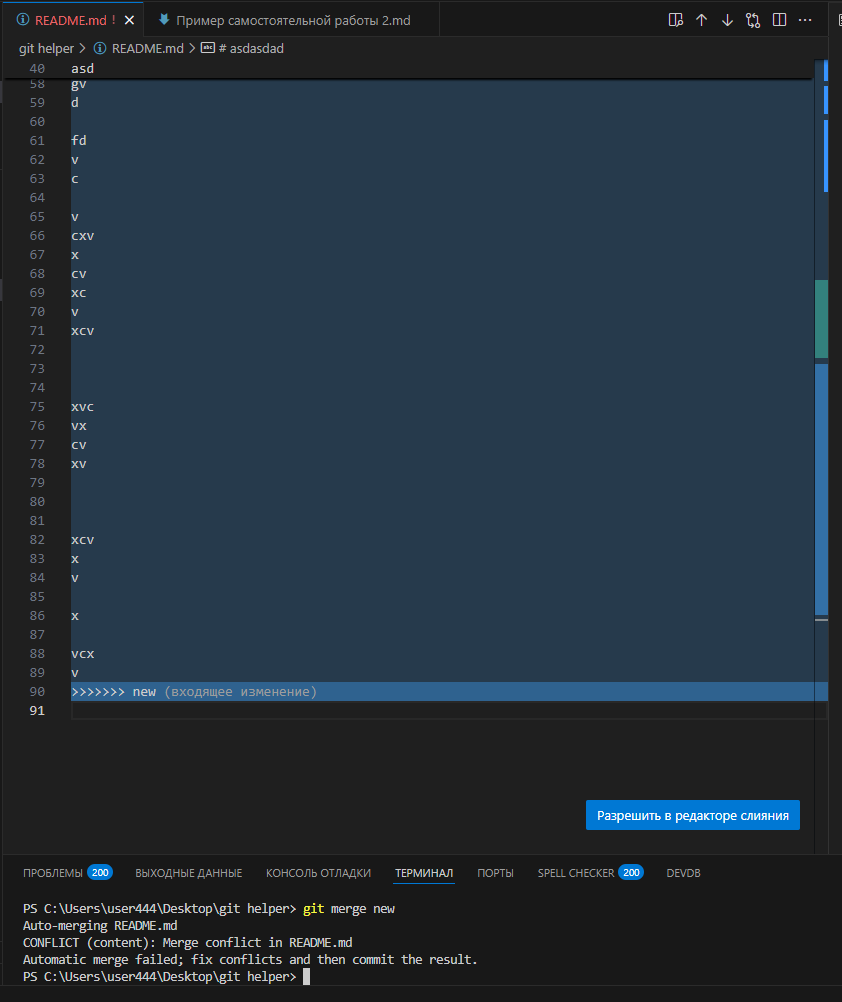 README.md ! Пример самостоятельной работы 2.md
git helper > README.md > # asdasdad
40 asd
58 gv
59 d
60
61 fd
62 v
63 c
64
65 v
66 cxv
67 x
68 cv
69 xc
70 v
71 xcv
72
73
74
75 xvc
76 vx
77 cv
78 xv
79
80
81
82 xcv
83 x
84 v
85
86 x
87
88 vcx
89 v
90 >>>>>>> new (входящее изменение)
91
Разрешить в редакторе слияния
ПРОБЛЕМЫ 200 ВЫХОДНЫЕ ДАННЫЕ КОНСОЛЬ ОТЛАДКИ ТЕРМИНАЛ ПОРТЫ SPELL CHECKER 200 DEVDB
PS C:\Users\user444\Desktop\git helper> git merge new
Auto-merging README.md
CONFLICT (content): Merge conflict in README.md
Automatic merge failed; fix conflicts and then commit the result.
PS C:\Users\user444\Desktop\git helper>